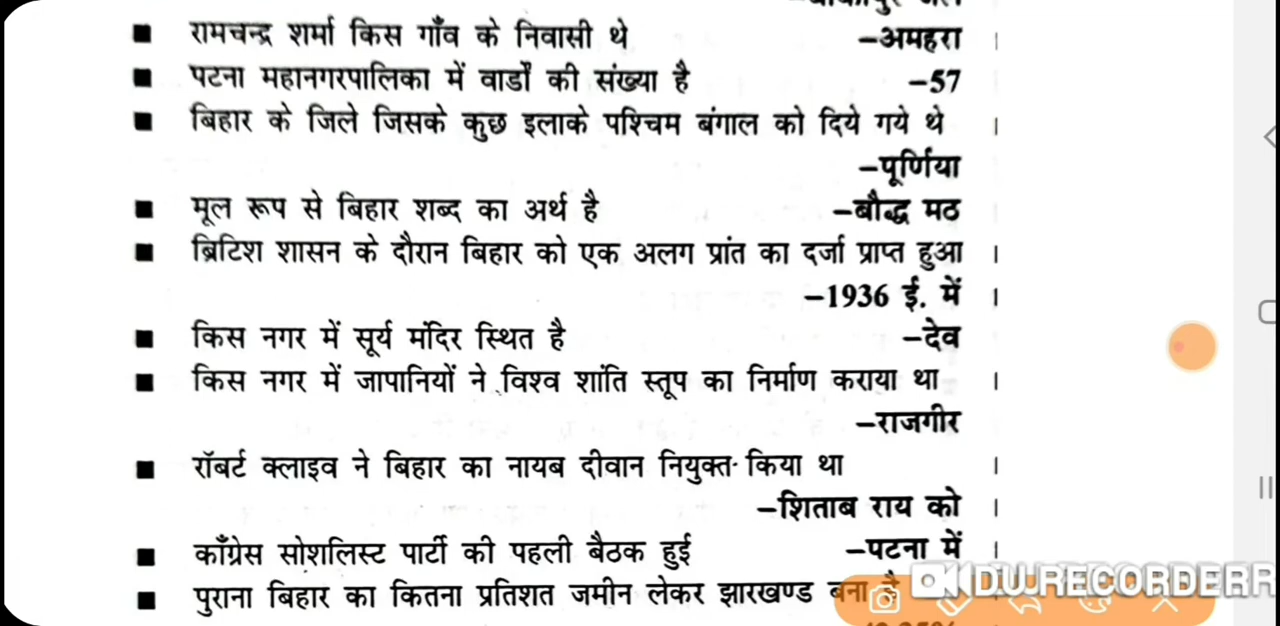 ■ रामचन्द्र शर्मा किस गाँव के निवासी थे –अमहरा
■ पटना महानगरपालिका में वार्डों की संख्या है –57
■ बिहार के जिले जिसके कुछ इलाके पश्चिम बंगाल को दिये गये थे
–पूर्णिया
■ मूल रूप से बिहार शब्द का अर्थ है –बौद्ध मठ
■ ब्रिटिश शासन के दौरान बिहार को एक अलग प्रांत का दर्जा प्राप्त हुआ
–1936 ई. में
■ किस नगर में सूर्य मंदिर स्थित है –देव
■ किस नगर में जापानियों ने विश्व शांति स्तूप का निर्माण कराया था
–राजगीर
■ रॉबर्ट क्लाइव ने बिहार का नायब दीवान नियुक्त किया था
–शिताब राय को
■ काँग्रेस सोशलिस्ट पार्टी की पहली बैठक हुई –पटना में
■ पुराना बिहार का कितना प्रतिशत जमीन लेकर झारखण्ड बना है
DU RECORDER